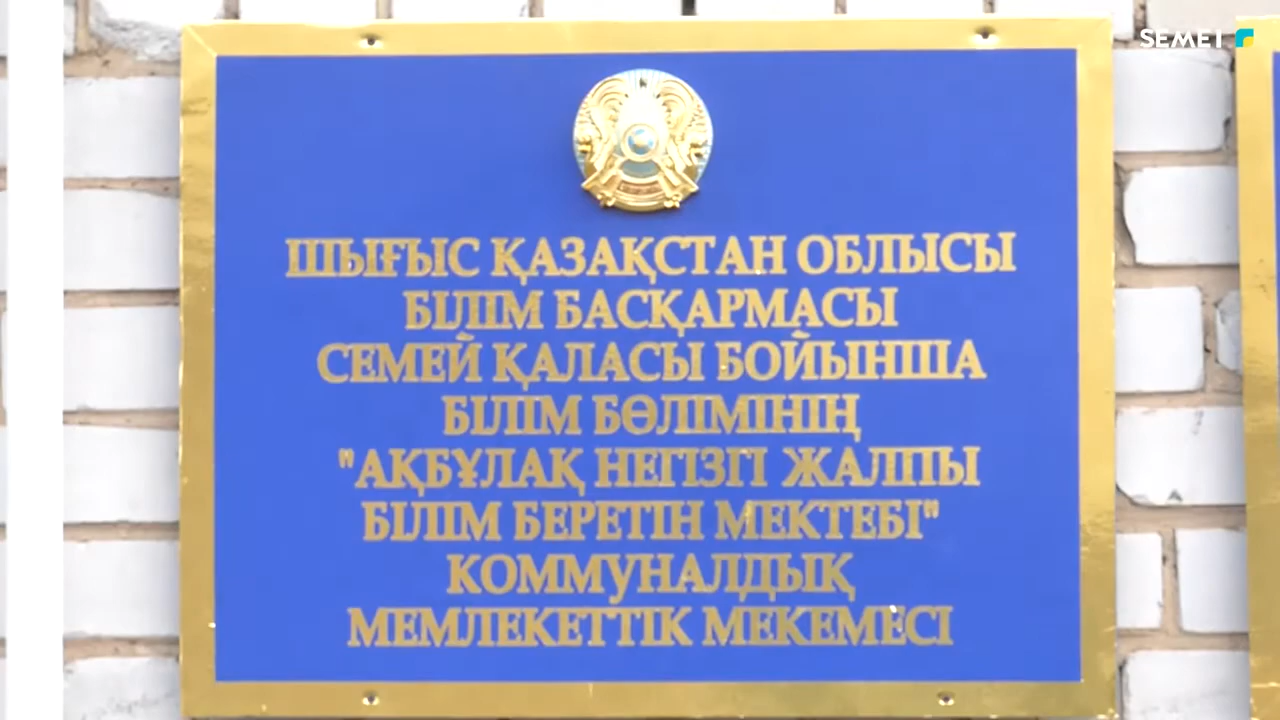 SEMEI
ШЫҒЫС ҚАЗАҚСТАН ОБЛЫСЫ
БІЛІМ БАСҚАРМАСЫ
СЕМЕЙ ҚАЛАСЫ БОЙЫНША
БІЛІМ БӨЛІМІНІҢ
"АҚБҰЛАҚ НЕГІЗГІ ЖАЛПЫ
БІЛІМ БЕРЕТІН МЕКТЕБІ"
КОММУНАЛДЫҚ
МЕМЛЕКЕТТІК МЕКЕМЕСІ